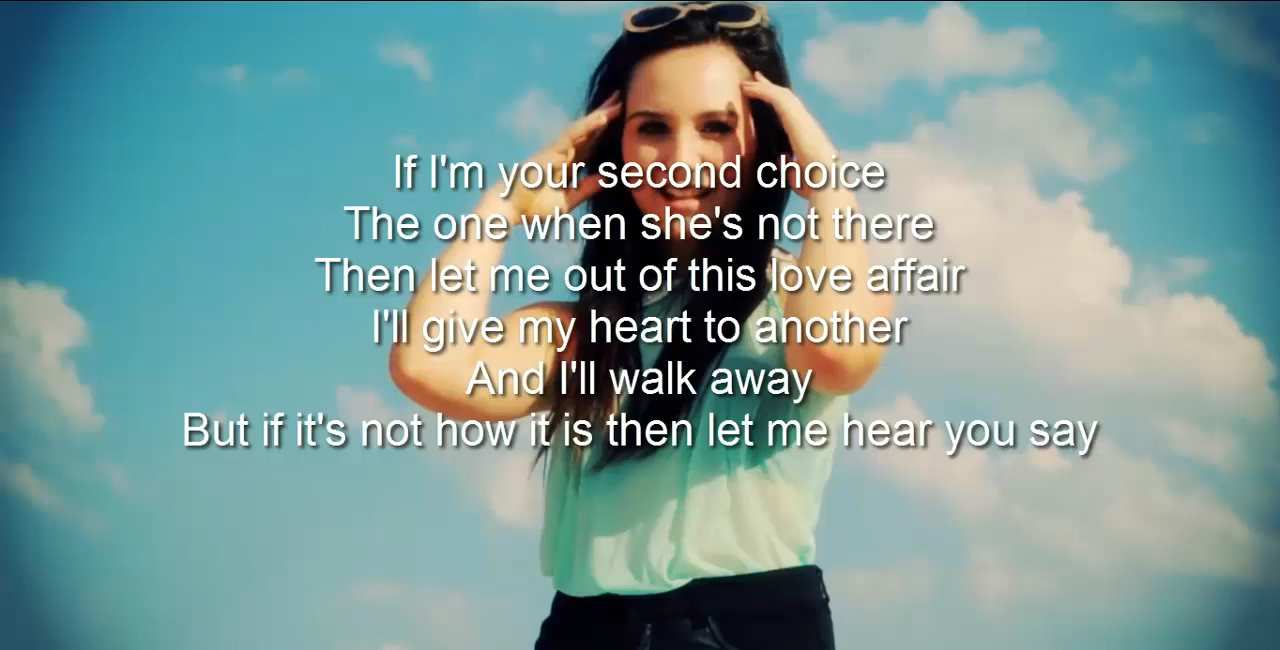 If I'm your second choice
The one when she's not there
Then let me out of this love affair
I'll give my heart to another
And I'll walk away
But if it's not how it is then let me hear you say